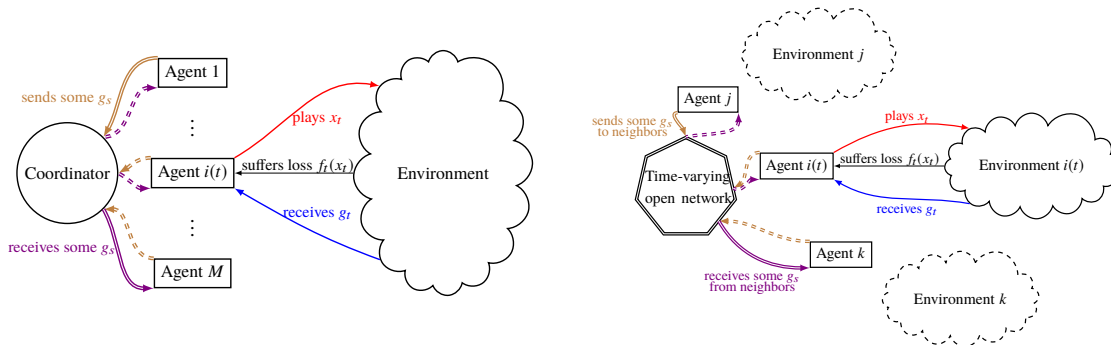 Agent 1
sends some g_s
⋮
plays x_t
Coordinator
Agent i(t)
suffers loss f_t(x_t)
Environment
receives g_t
⋮
receives some g_s
Agent M
Environment j
Agent j
sends some g_s
to neighbors
plays x_t
Time-varying
open network
Agent i(t)
suffers loss f_t(x_t)
Environment i(t)
receives g_t
Agent k
receives some g_s
from neighbors
Environment k